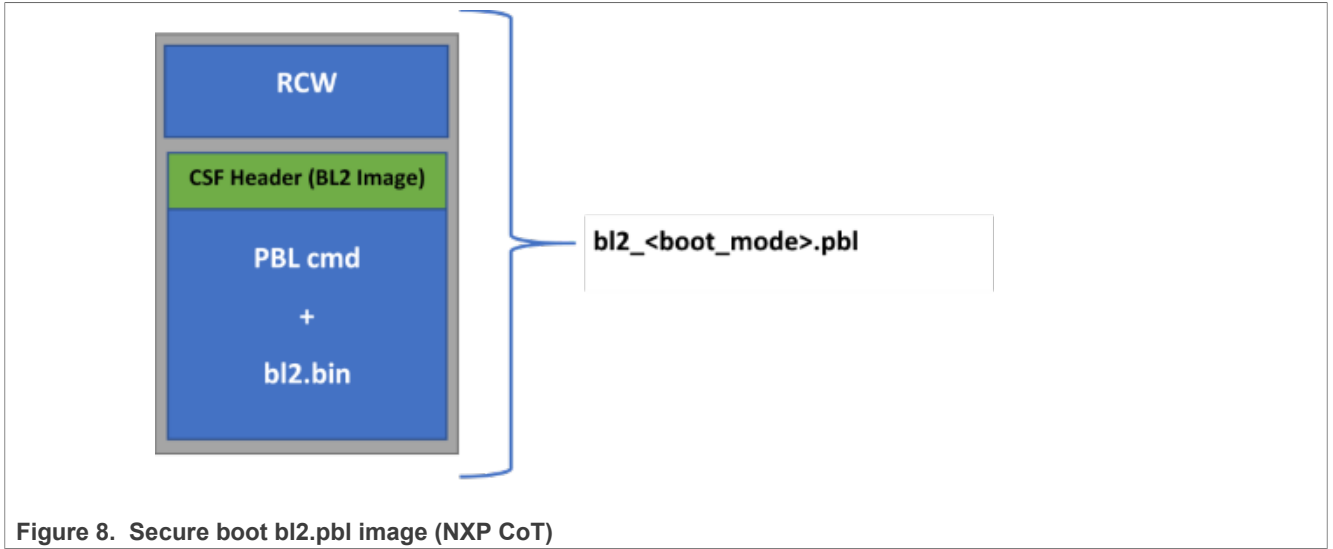 RCW
CSF Header (BL2 Image)
PBL cmd
+
bl2.bin
bl2_<boot_mode>.pbl
Figure 8. Secure boot bl2.pbl image (NXP CoT)